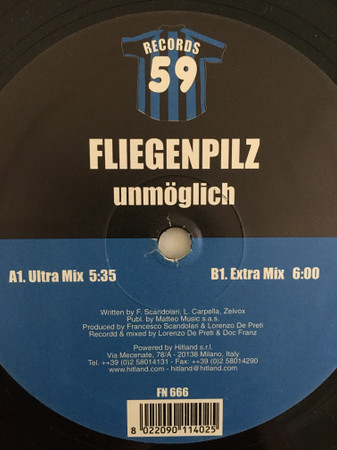 RECORDS
59
FLIEGENPILZ
unmöglich
A1. Ultra Mix 5:35
B1. Extra Mix 6:00
Written by F. Scandolari, L. Carpella, Zelvox
Publ. by Matteo Music s.a.s.
Produced by Francesco Scandolari & Lorenzo De Preti
Recordd & mixed by Lorenzo De Preti & Doc Franz
Powered by Hitland s.r.l.
Via Mecenate, 78/A - 20138 Milano, Italy
Tel. ++39 (0)2 58014131 - Fax: ++39 (0)2 58014290
www.hitland.com - hitland@hitland.com
FN 666
8 022090 114025